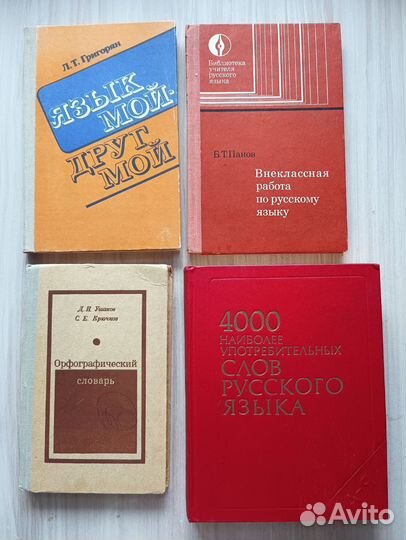 Л. Т. Григорян
ЯЗЫК
МОЙ-
ДРУГ
МОЙ
Библиотека
учителя
русского
языка
Б.Т.Панов
Внеклассная
работа
по русскому
языку
Д. Н. Ушаков
С. Е. Крючков
Орфографический
словарь
4000
НАИБОЛЕЕ
УПОТРЕБИТЕЛЬНЫХ
СЛОВ
РУССКОГО
ЯЗЫКА
Avito